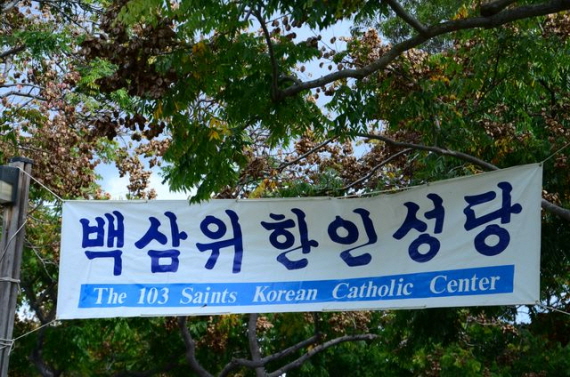 백삼위 한인성당
The 103 Saints Korean Catholic Center